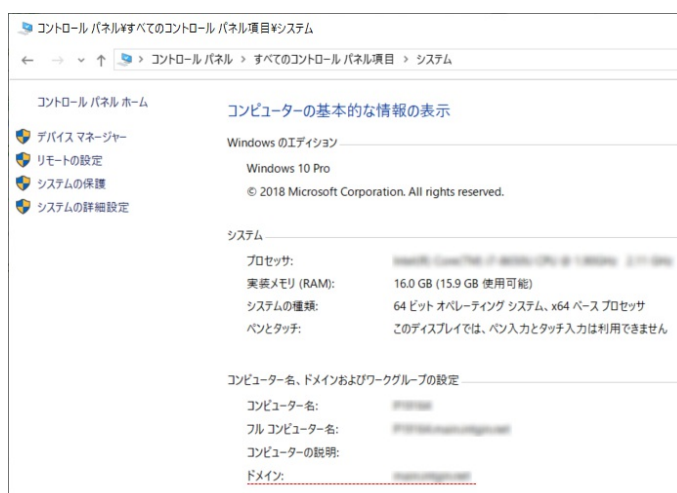 コントロール パネル¥すべてのコントロール パネル項目¥システム
コントロール パネル > すべてのコントロール パネル項目 > システム
コントロール パネル ホーム
デバイス マネージャー
リモートの設定
システムの保護
システムの詳細設定
コンピューターの基本的な情報の表示
Windows のエディション
Windows 10 Pro
© 2018 Microsoft Corporation. All rights reserved.
システム
プロセッサ:
実装メモリ (RAM): 16.0 GB (15.9 GB 使用可能)
システムの種類: 64 ビット オペレーティング システム、x64 ベース プロセッサ
ペンとタッチ: このディスプレイでは、ペン入力とタッチ入力は利用できません
コンピューター名、ドメインおよびワークグループの設定
コンピューター名:
フル コンピューター名:
コンピューターの説明:
ドメイン: